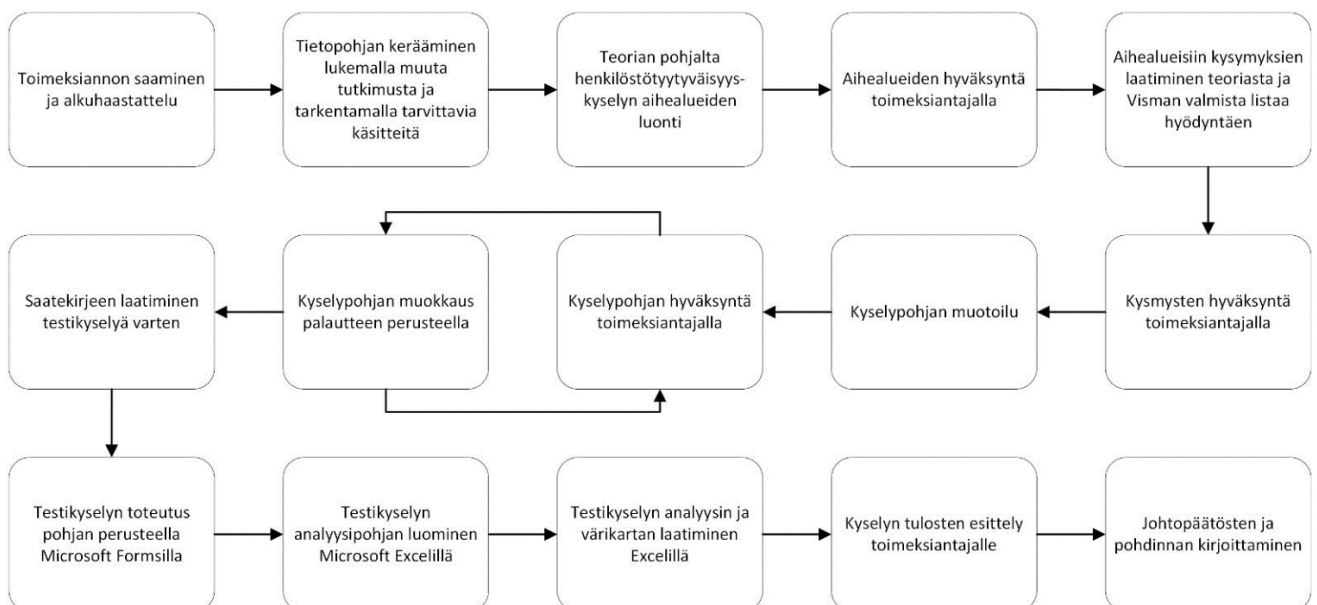 Toimeksiannon saaminen
ja alkuhaastattelu
Tietopohjan kerääminen
lukemalla muuta
tutkimusta ja
tarkentamalla tarvittavia
käsitteitä
Teorian pohjalta
henkilöstötyytyväisyys-
kyselyn aihealueiden
luonti
Aihealueiden hyväksyntä
toimeksiantajalla
Aihealueisiin kysymyksien
laatiminen teoriasta ja
Visman valmista listaa
hyödyntäen
Kysmysten hyväksyntä
toimeksiantajalla
Kyselypohjan muotoilu
Kyselypohjan hyväksyntä
toimeksiantajalla
Kyselypohjan muokkaus
palautteen perusteella
Saatekirjeen laatiminen
testikyselyä varten
Testikyselyn toteutus
pohjan perusteella
Microsoft Formsilla
Testikyselyn
analyysipohjan luominen
Microsoft Excelillä
Testikyselyn analyysin ja
värikartan laatiminen
Excelillä
Kyselyn tulosten esittely
toimeksiantajalle
Johtopäätösten ja
pohdinnan kirjoittaminen